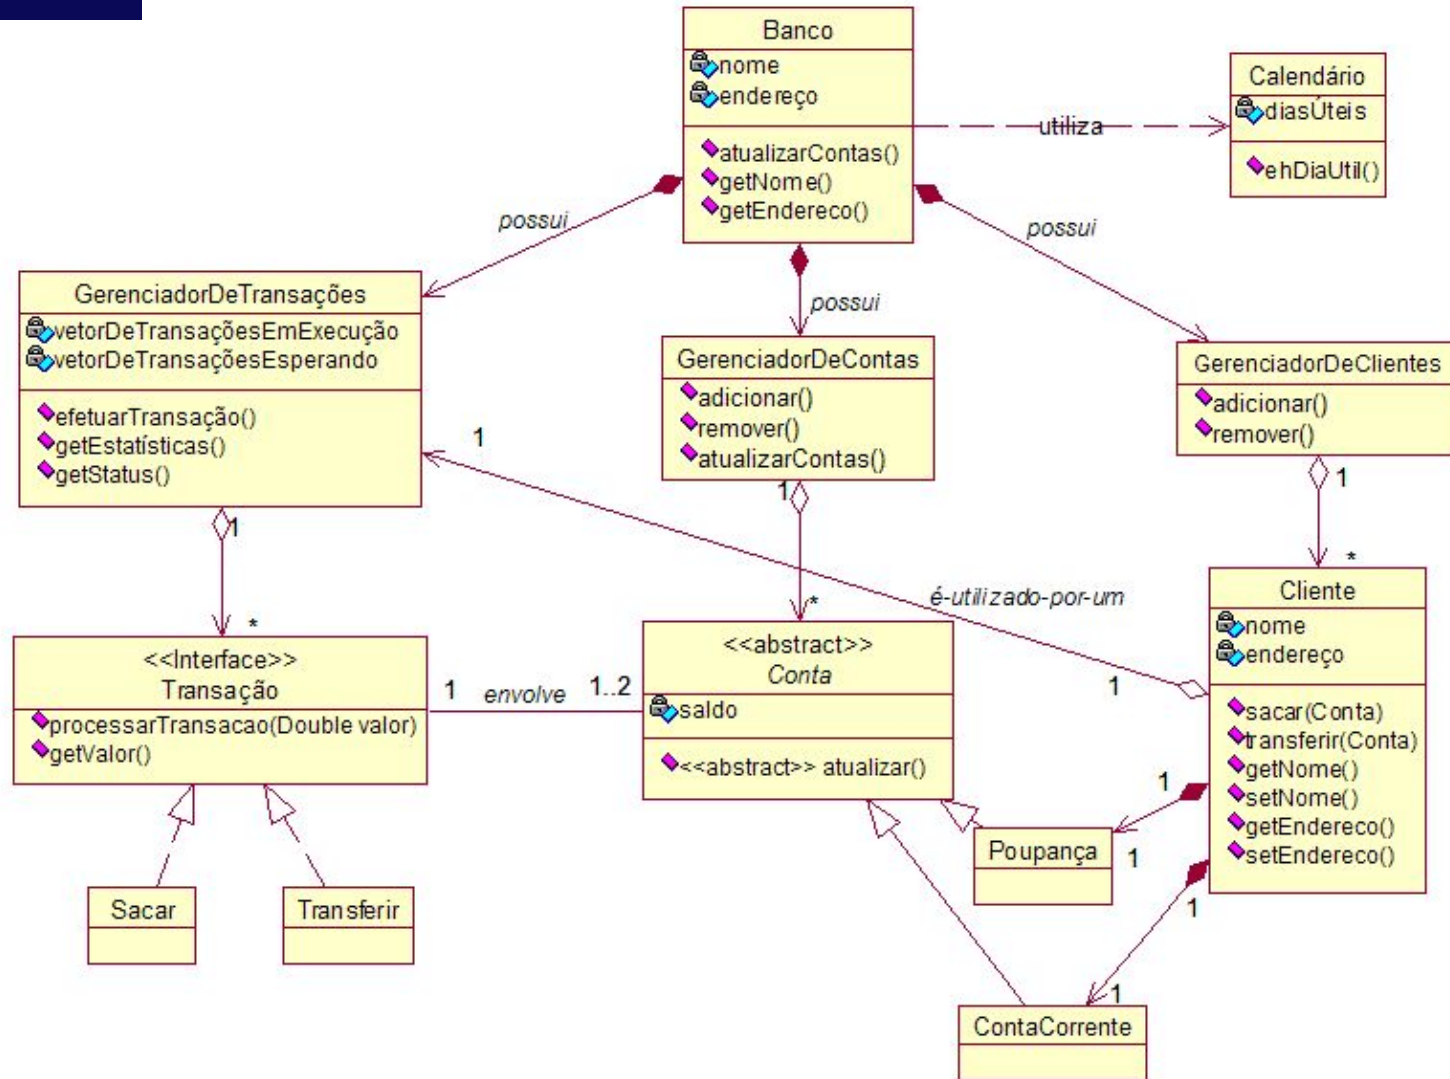 Banco
nome
endereço
atualizarContas()
getNome()
getEndereco()
utiliza
Calendário
diasÚteis
ehDiaUtil()
possui
possui
possui
GerenciadorDeTransações
vetorDeTransaçõesEmExecução
vetorDeTransaçõesEsperando
efetuarTransação()
getEstatísticas()
getStatus()
1
GerenciadorDeContas
adicionar()
remover()
atualizarContas()
1
GerenciadorDeClientes
adicionar()
remover()
1
1
*
*
*
é-utilizado-por-um
1
<<Interface>>
Transação
processarTransacao(Double valor)
getValor()
1
envolve
1..2
<<abstract>>
Conta
saldo
<<abstract>> atualizar()
Cliente
nome
endereço
sacar(Conta)
transferir(Conta)
getNome()
setNome()
getEndereco()
setEndereco()
1
1
1
1
Poupança
Sacar
Transferir
ContaCorrente